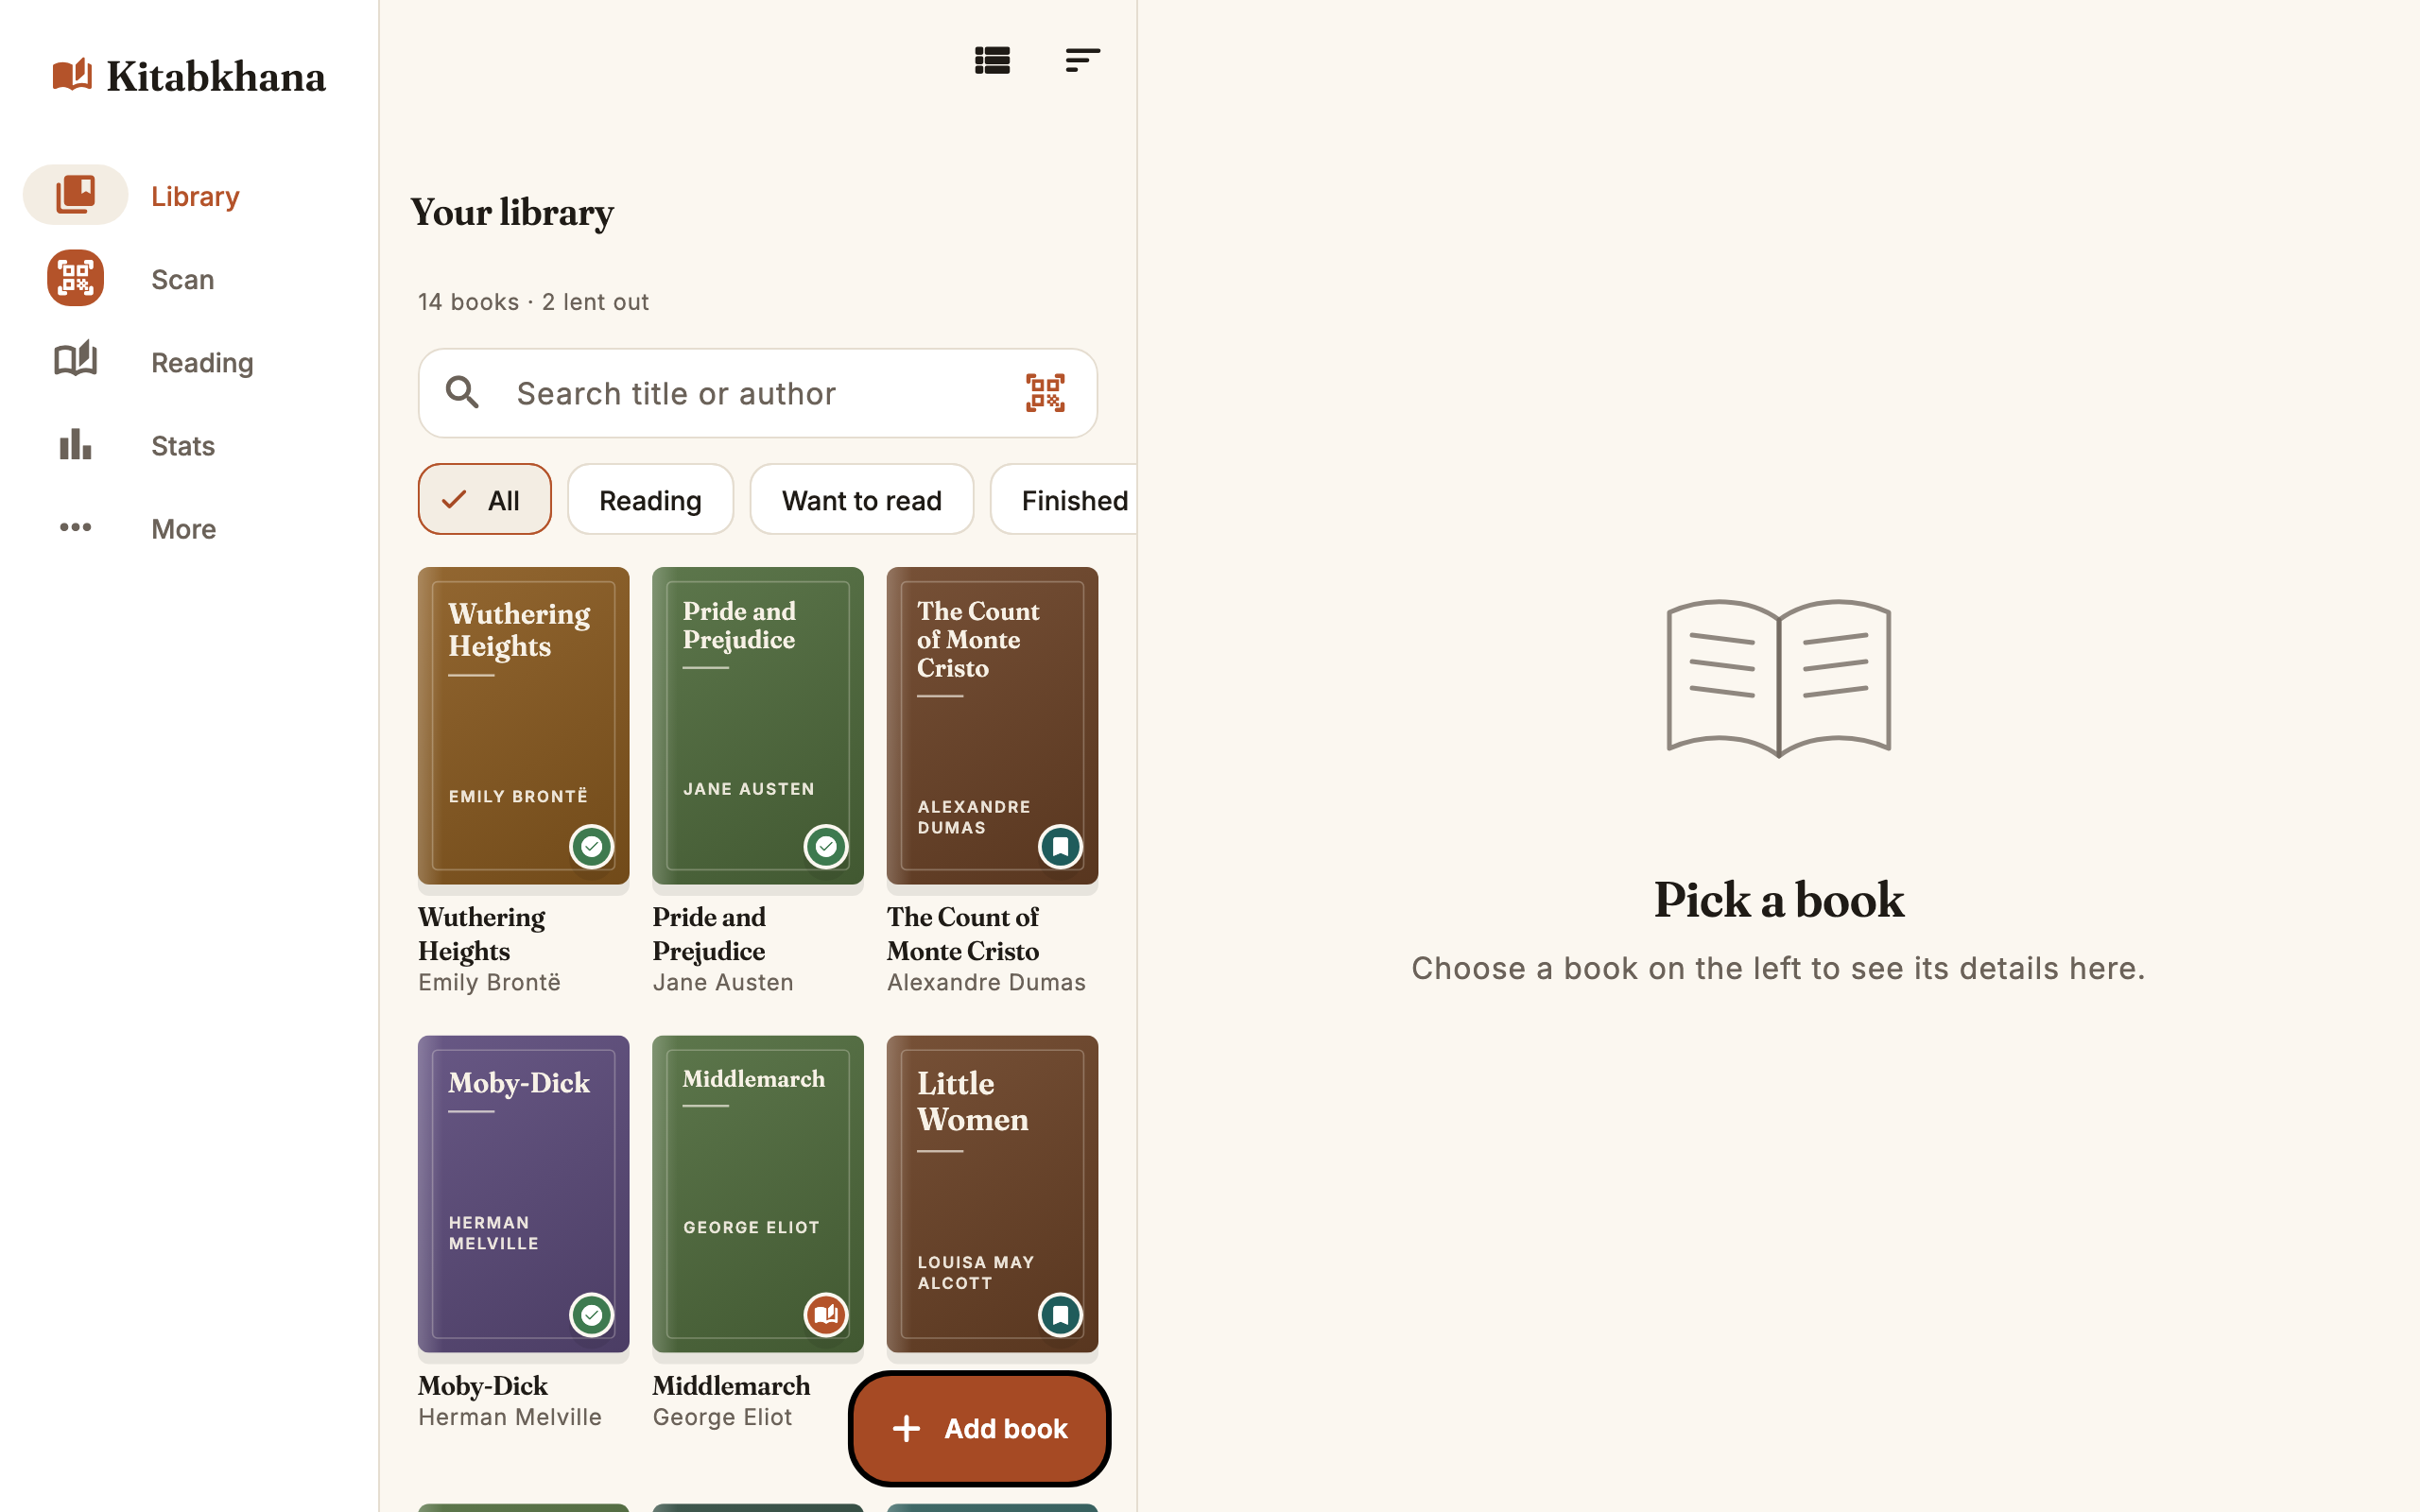 Kitabkhana
Library
Scan
Reading
Stats
More
Your library
14 books · 2 lent out
Search title or author
All
Reading
Want to read
Finished
Wuthering
Heights
EMILY BRONTË
Wuthering
Heights
Emily Brontë
Pride and
Prejudice
JANE AUSTEN
Pride and
Prejudice
Jane Austen
The Count
of Monte
Cristo
ALEXANDRE
DUMAS
The Count of
Monte Cristo
Alexandre Dumas
Moby-Dick
HERMAN
MELVILLE
Moby-Dick
Herman Melville
Middlemarch
GEORGE ELIOT
Middlemarch
George Eliot
Little
Women
LOUISA MAY
ALCOTT
Add book
Pick a book
Choose a book on the left to see its details here.